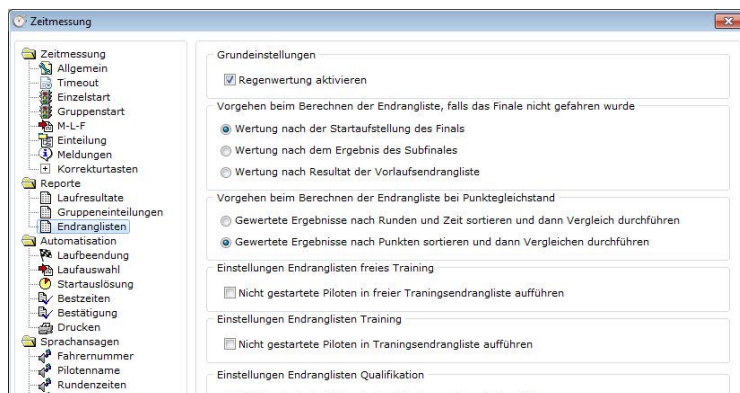 Zeitmessung
Zeitmessung
Allgemein
Timeout
Einzelstart
Gruppenstart
M-L-F
Einteilung
Meldungen
Korrekturtasten
Reporte
Laufresultate
Gruppeneinteilungen
Endranglisten
Automatisation
Laufbeendung
Laufauswahl
Startauslösung
Bestzeiten
Bestätigung
Drucken
Sprachansagen
Fahrernummer
Pilotenname
Rundenzeiten
Grundeinstellungen
Regenwertung aktivieren
Vorgehen beim Berechnen der Endrangliste, falls das Finale nicht gefahren wurde
Wertung nach der Startaufstellung des Finals
Wertung nach dem Ergebnis des Subfinales
Wertung nach Resultat der Vorlaufsendrangliste
Vorgehen beim Berechnen der Endrangliste bei Punktegleichstand
Gewertete Ergebnisse nach Runden und Zeit sortieren und dann Vergleich durchführen
Gewertete Ergebnisse nach Punkten sortieren und dann Vergleichen durchführen
Einstellungen Endranglisten freies Training
Nicht gestartete Piloten in freier Traningsendrangliste aufführen
Einstellungen Endranglisten Training
Nicht gestartete Piloten in Traningsendrangliste aufführen
Einstellungen Endranglisten Qualifikation